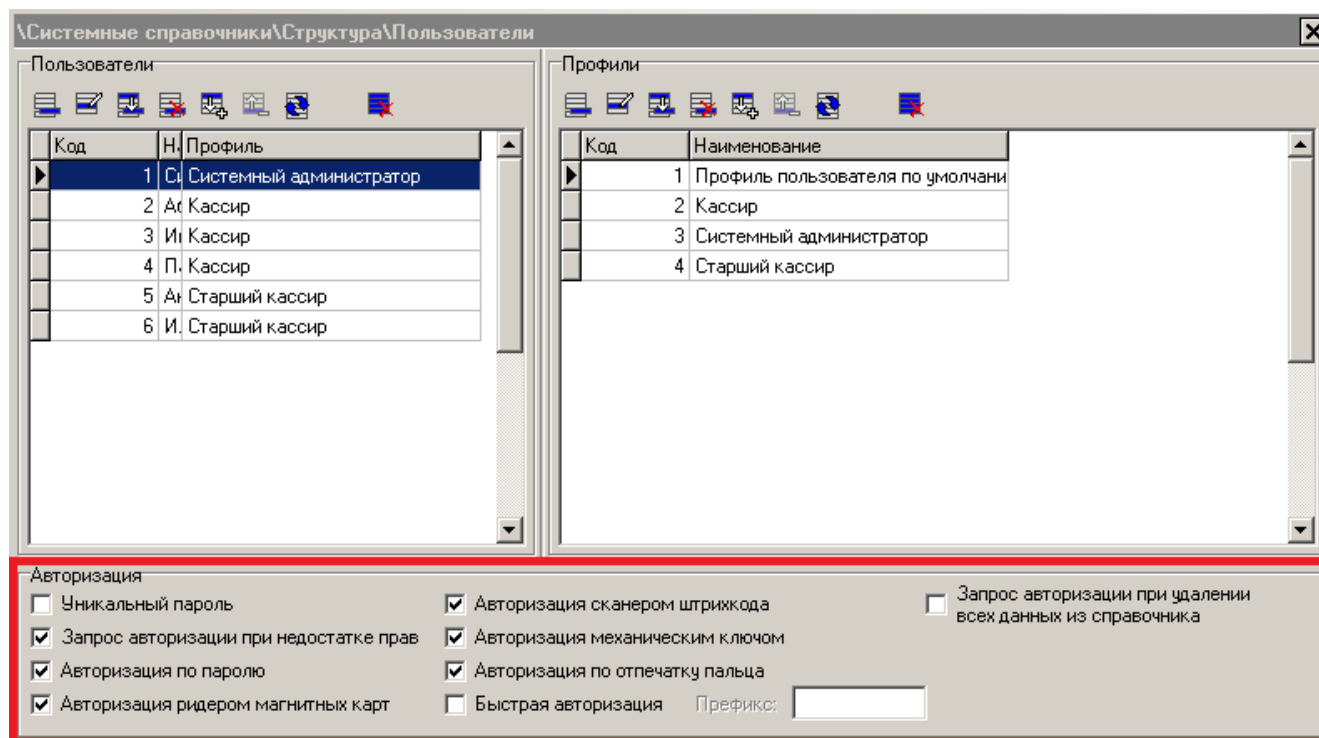 \Системные справочники\Структура\Пользователи
Пользователи
Код Профиль
1 Системный администратор
2 Кассир
3 Кассир
4 Кассир
5 Старший кассир
6 И. Старший кассир
Профили
Код Наименование
1 Профиль пользователя по умолчани
2 Кассир
3 Системный администратор
4 Старший кассир
Авторизация
Уникальный пароль
Запрос авторизации при недостатке прав
Авторизация по паролю
Авторизация ридером магнитных карт
Авторизация сканером штрихкода
Авторизация механическим ключом
Авторизация по отпечатку пальца
Быстрая авторизация Префикс:
Запрос авторизации при удалении
всех данных из справочника